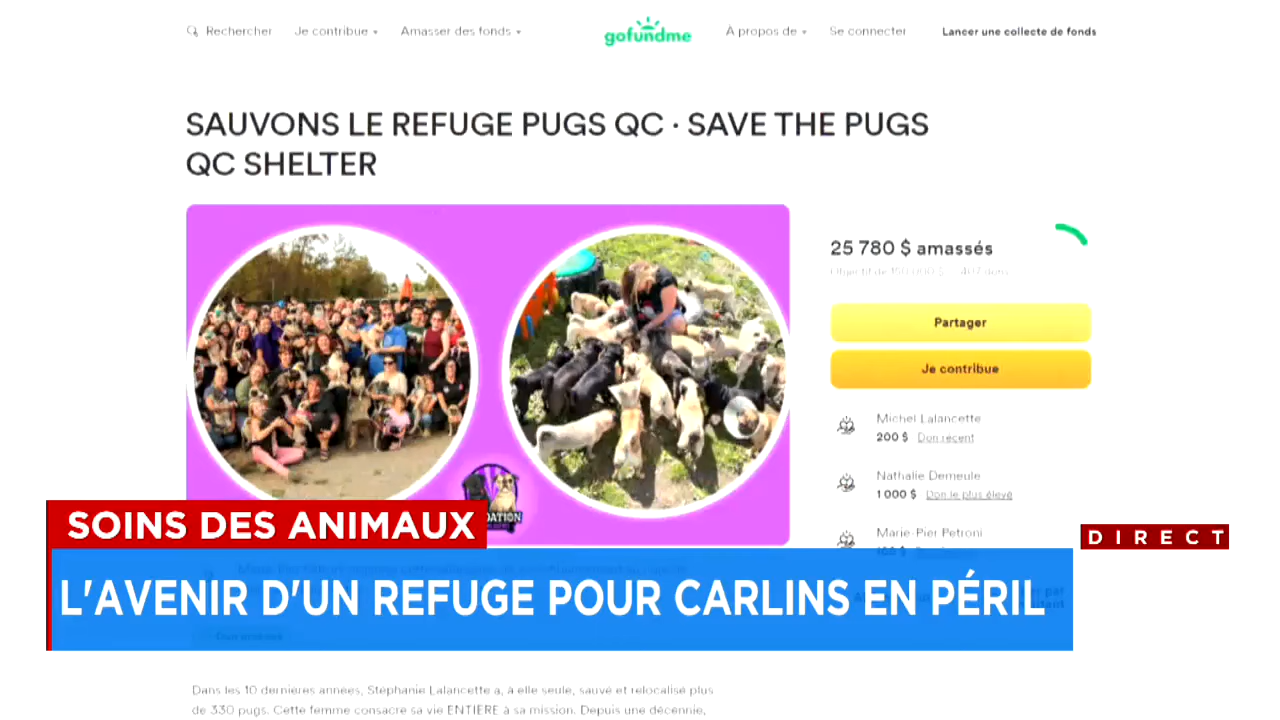 Rechercher
Je contribue
Amasser des fonds
gofundme
À propos de
Se connecter
Lancer une collecte de fonds
SAUVONS LE REFUGE PUGS QC · SAVE THE PUGS
QC SHELTER
25 780 $ amassés
Objectif de 150 000 $
Partager
Je contribue
Michel Lalancette
200 $ Don récent
Nathalie Demeule
1 000 $ Don le plus élevé
Marie-Pier Petroni
SOINS DES ANIMAUX
DIRECT
L'AVENIR D'UN REFUGE POUR CARLINS EN PÉRIL
Dans les 10 dernières années, Stéphanie Lalancette a, à elle seule, sauvé et relocalisé plus
de 330 pugs. Cette femme consacre sa vie ENTIÈRE à sa mission. Depuis une décennie,